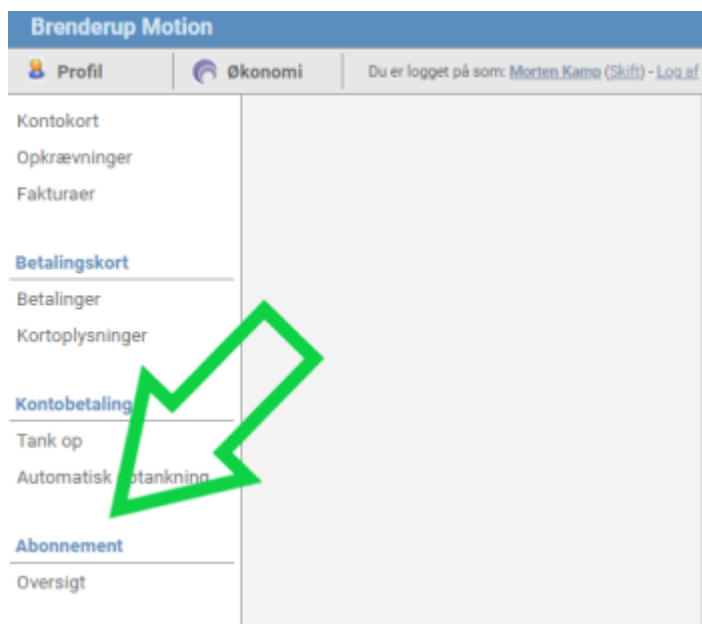 Brenderup Motion
Profil Økonomi Du er logget på som: Morten Kamp (Skift) - Log af
Kontokort
Opkrævninger
Fakturaer
Betalingskort
Betalinger
Kortoplysninger
Kontobetaling
Tank op
Automatisk optankning
Abonnement
Oversigt